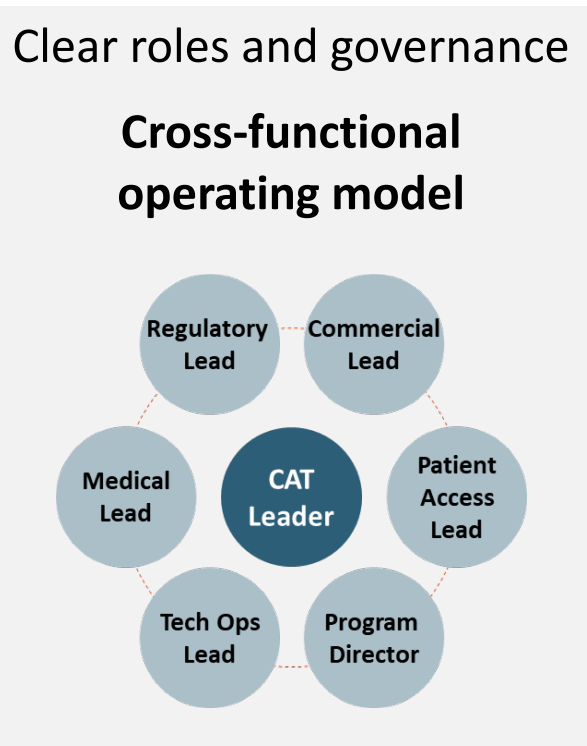 Clear roles and governance
Cross-functional
operating model
Regulatory
Lead
Commercial
Lead
Medical
Lead
CAT
Leader
Patient
Access
Lead
Tech Ops
Lead
Program
Director